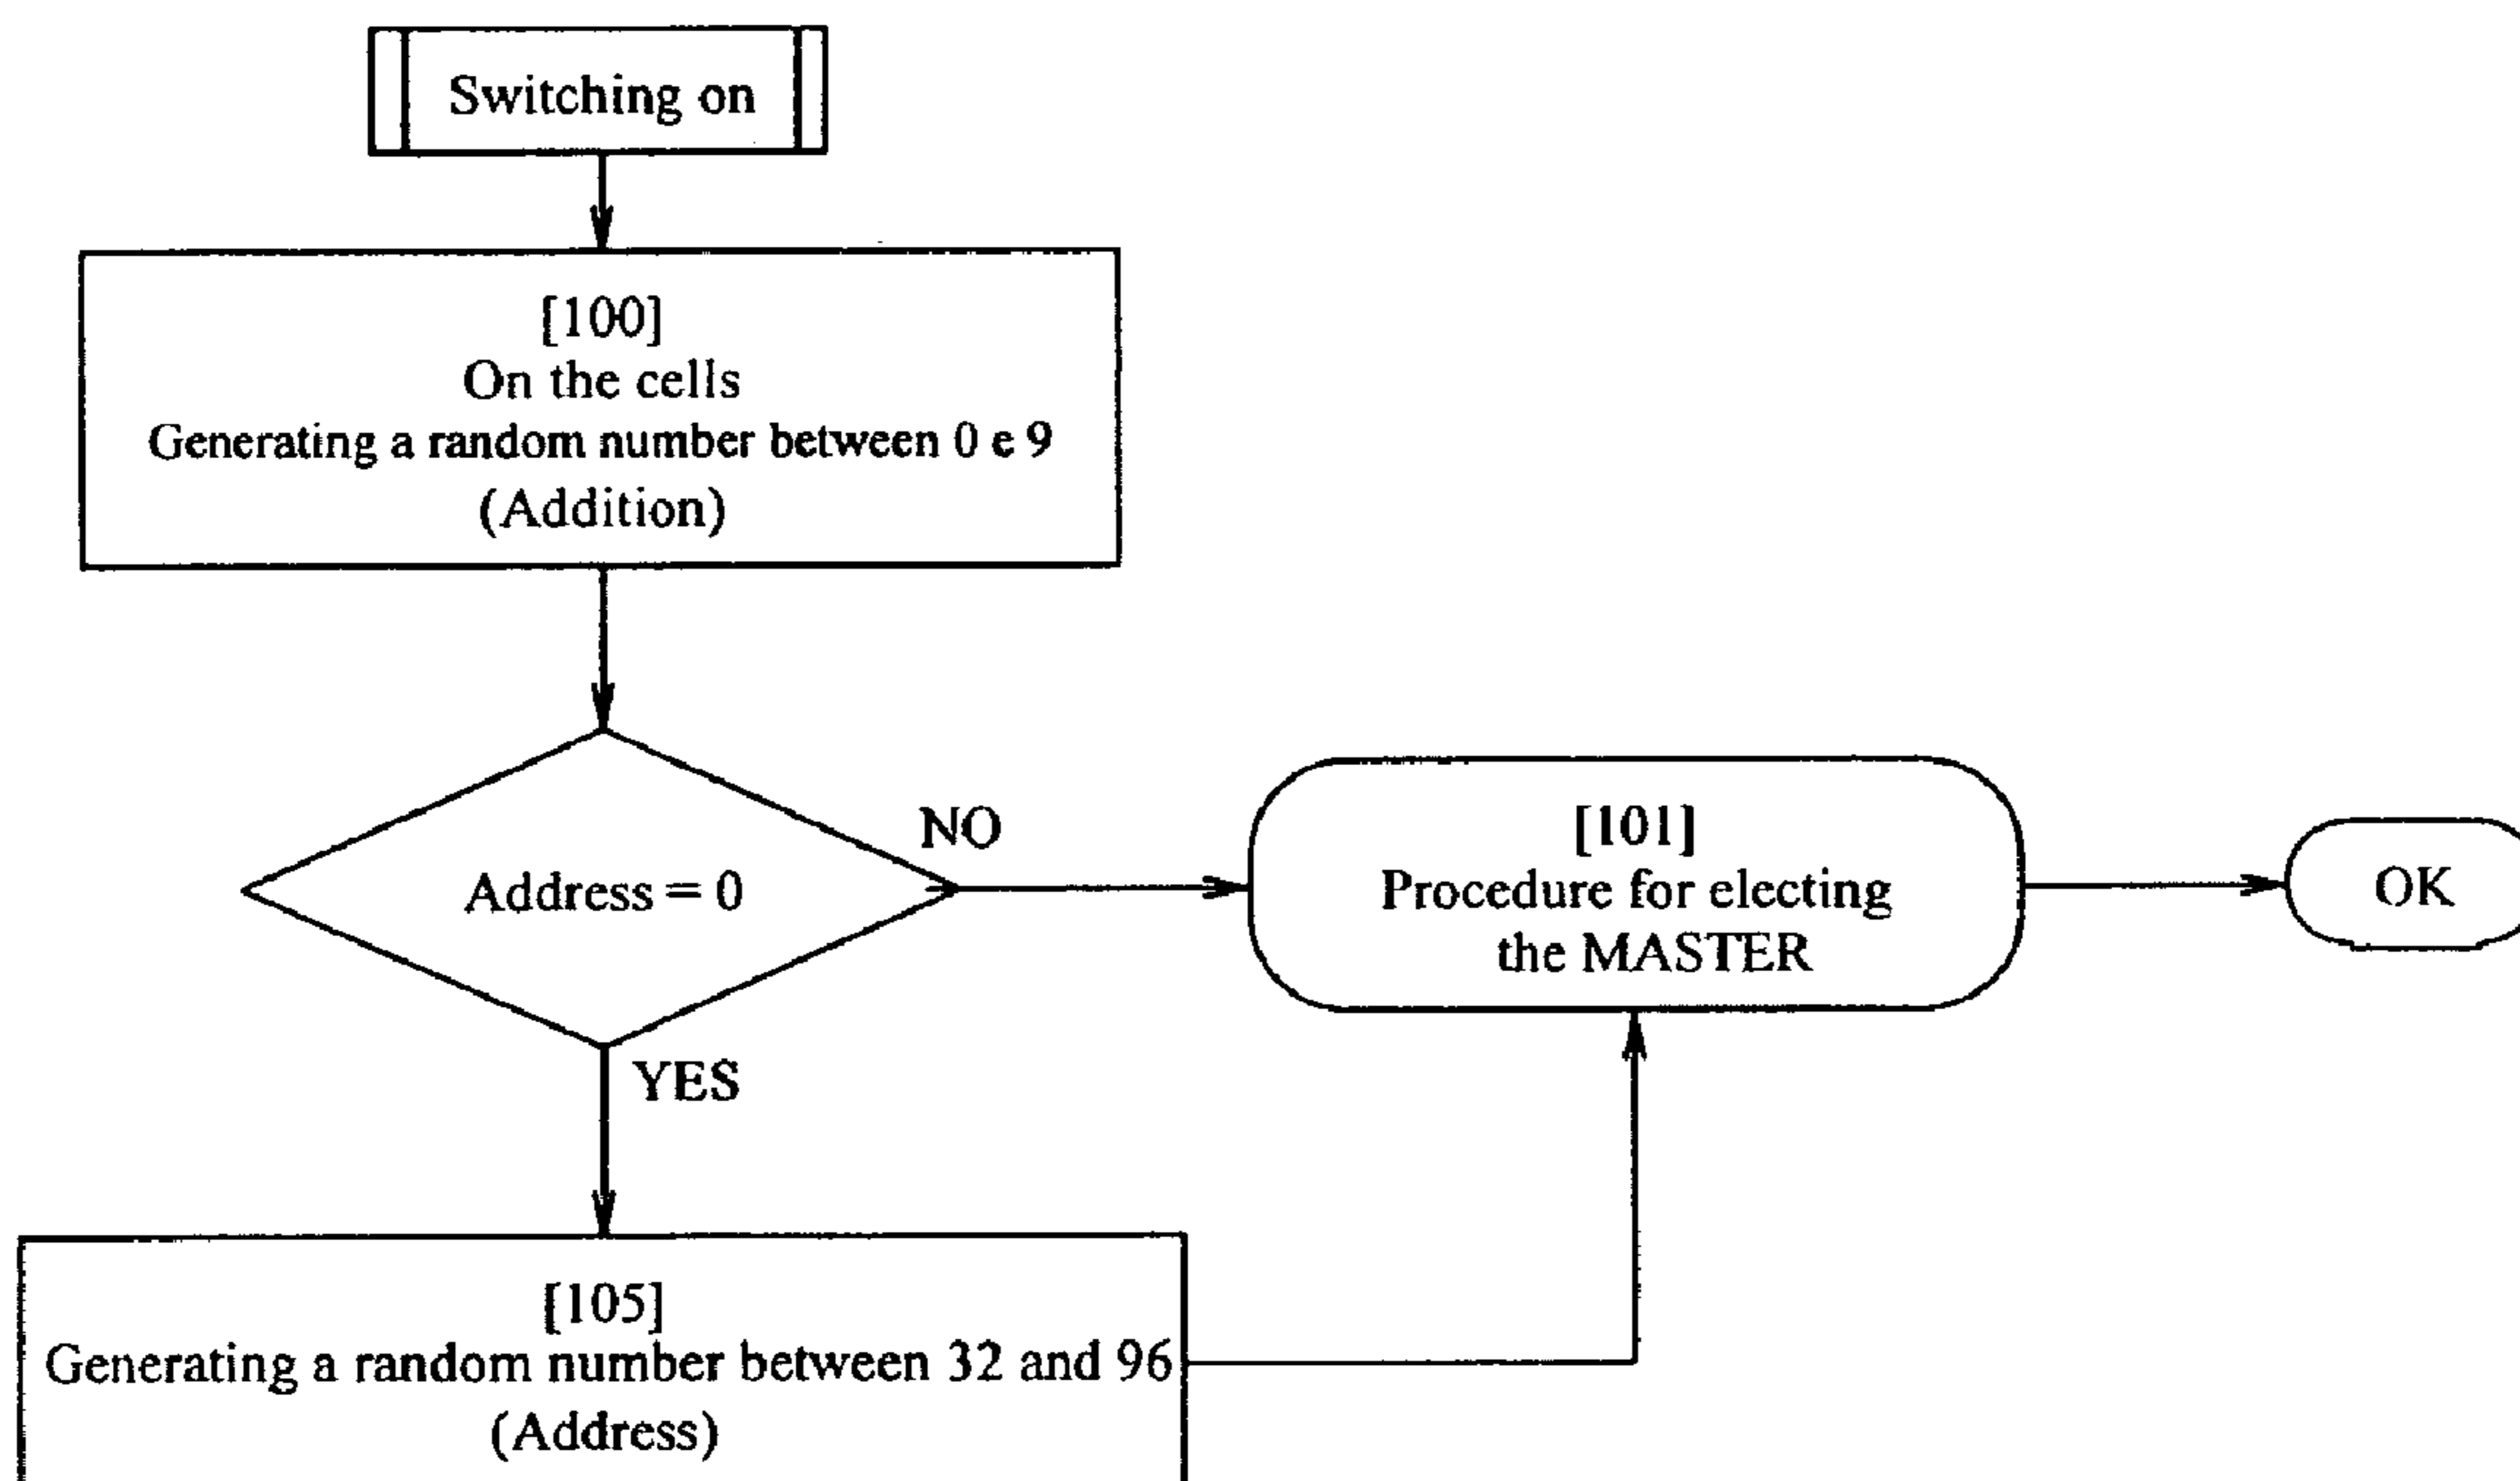 Switching on
[100]
On the cells
Generating a random number between 0 e 9
(Addition)
Address = 0
NO
YES
[101]
Procedure for electing
the MASTER
OK
[105]
Generating a random number between 32 and 96
(Address)